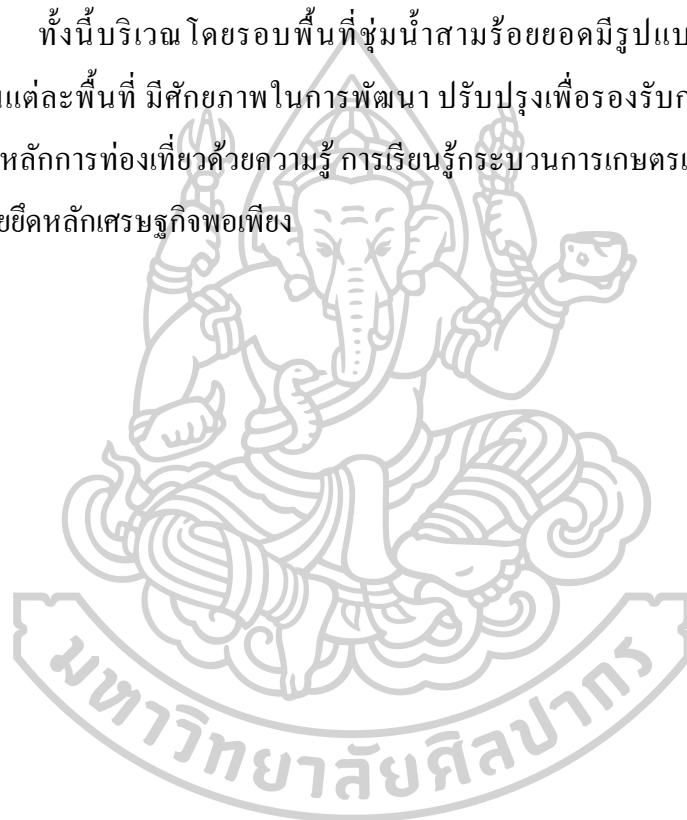 ทั้งนี้บริเวณโดยรอบพื้นที่ชุ่มน้ำสามร้อยยอดมีรูปแบ
แต่ละพื้นที่ มีศักยภาพในการพัฒนา ปรับปรุงเพื่อรองรับก
หลักการท่องเที่ยวด้วยความรู้ การเรียนรู้กระบวนการเกษตร
ยึดหลักเศรษฐกิจพอเพียง
มหาวิทยาลัยศิลปากร